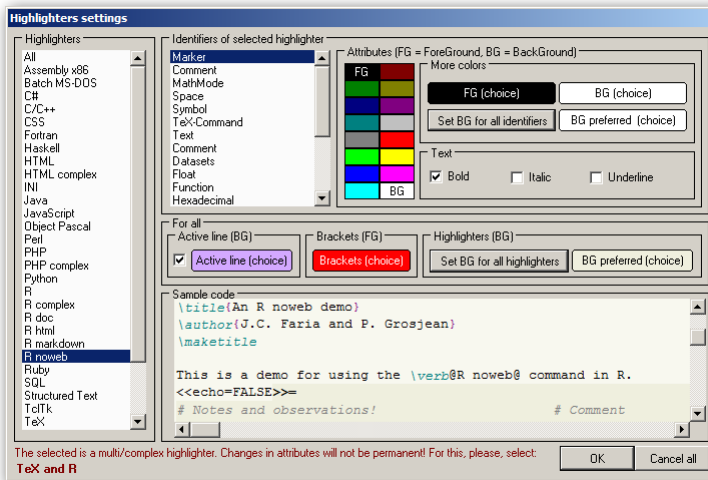 Highlighters settings
Highlighters
All
Assembly x86
Batch MS-DOS
C#
C/C++
CSS
Fortran
Haskell
HTML
HTML complex
INI
Java
JavaScript
Object Pascal
Perl
PHP
PHP complex
Python
R
R complex
R doc
R html
R markdown
R noweb
Ruby
SQL
Structured Text
TclTk
TeX
Identifiers of selected highlighter
Marker
Comment
MathMode
Space
Symbol
TeX-Command
Text
Comment
Datasets
Float
Function
Hexadecimal
Attributes (FG = ForeGround, BG = BackGround)
FG
BG
More colors
FG (choice)
BG (choice)
Set BG for all identifiers
BG preferred (choice)
Text
Bold
Italic
Underline
For all
Active line (BG)
Active line (choice)
Brackets (FG)
Brackets (choice)
Highlighters (BG)
Set BG for all highlighters
BG preferred (choice)
Sample code
\title{An R noweb demo}
\author{J.C. Faria and P. Grosjean}
\maketitle
This is a demo for using the \verb@R noweb@ command in R.
<<echo=FALSE>>=
# Notes and observations! # Comment
The selected is a multi/complex highlighter. Changes in attributes will not be permanent! For this, please, select:
TeX and R
OK
Cancel all